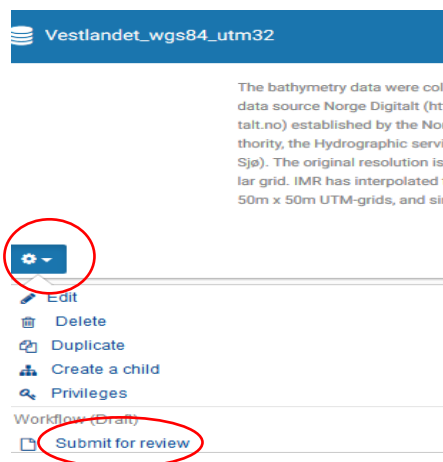 Vestlandet_wgs84_utm32
The bathymetry data were col
data source Norge Digitalt (ht
talt.no) established by the No
thority, the Hydrographic servi
Sjø). The original resolution is
lar grid. IMR has interpolated
50m x 50m UTM-grids, and si
Edit
Delete
Duplicate
Create a child
Privileges
Workflow (Draft)
Submit for review